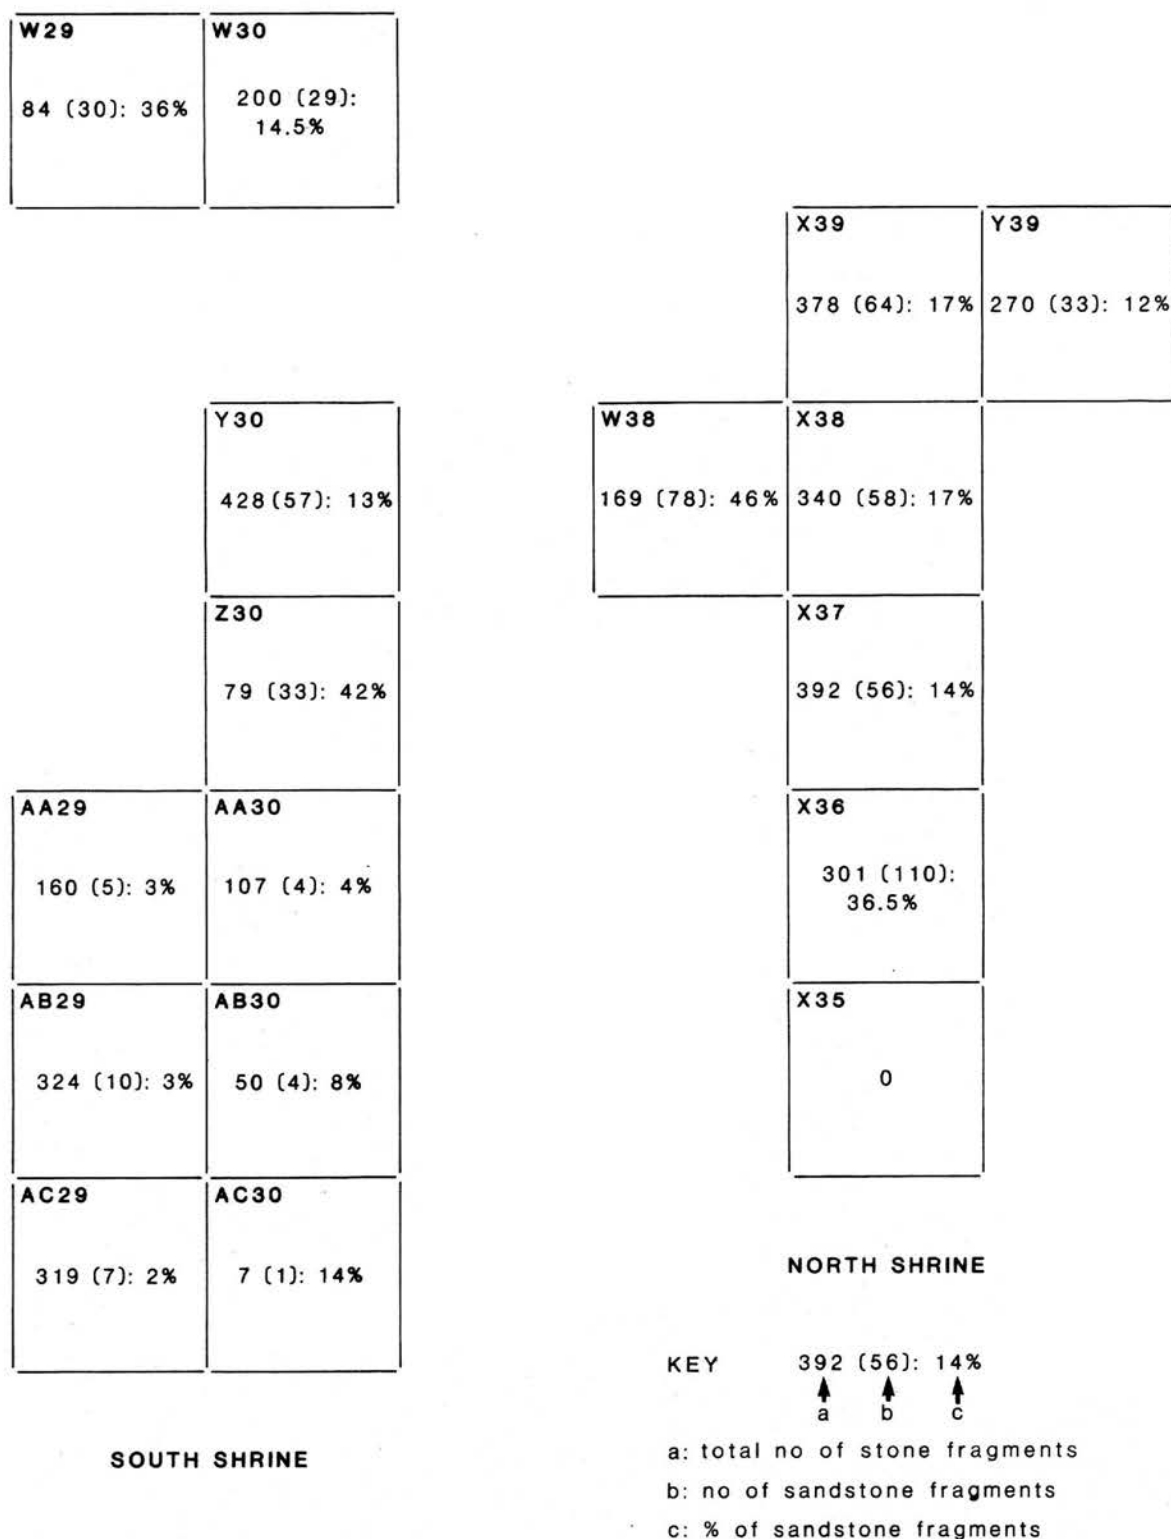 W29
84 (30): 36%
W30
200 (29):
14.5%
Y30
428 (57): 13%
Z30
79 (33): 42%
AA29
160 (5): 3%
AA30
107 (4): 4%
AB29
324 (10): 3%
AB30
50 (4): 8%
AC29
319 (7): 2%
AC30
7 (1): 14%
SOUTH SHRINE
X39
378 (64): 17%
Y39
270 (33): 12%
W38
169 (78): 46%
X38
340 (58): 17%
X37
392 (56): 14%
X36
301 (110):
36.5%
X35
0
NORTH SHRINE
KEY 392 (56): 14%
a b c
a: total no of stone fragments
b: no of sandstone fragments
c: % of sandstone fragments